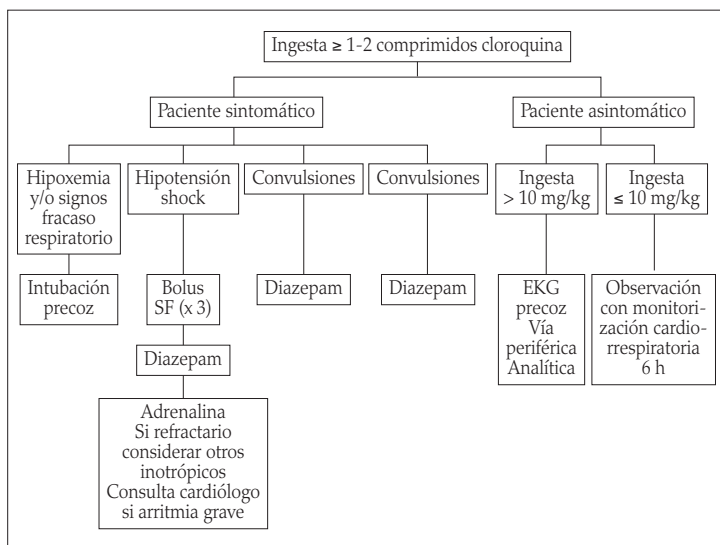 Ingesta ≥ 1-2 comprimidos cloroquina
Paciente sintomático
Paciente asintomático
Hipoxemia
y/o signos
fracaso
respiratorio
Hipotensión
shock
Convulsiones
Convulsiones
Ingesta
> 10 mg/kg
Ingesta
≤ 10 mg/kg
Intubación
precoz
Bolus
SF (x 3)
Diazepam
Diazepam
EKG
precoz
Vía
periférica
Analítica
Observación
con monitori-
zación cardio-
rrespiratoria
6 h
Diazepam
Adrenalina
Si refractario
considerar otros
inotrópicos
Consulta cardiólogo
si arritmia grave